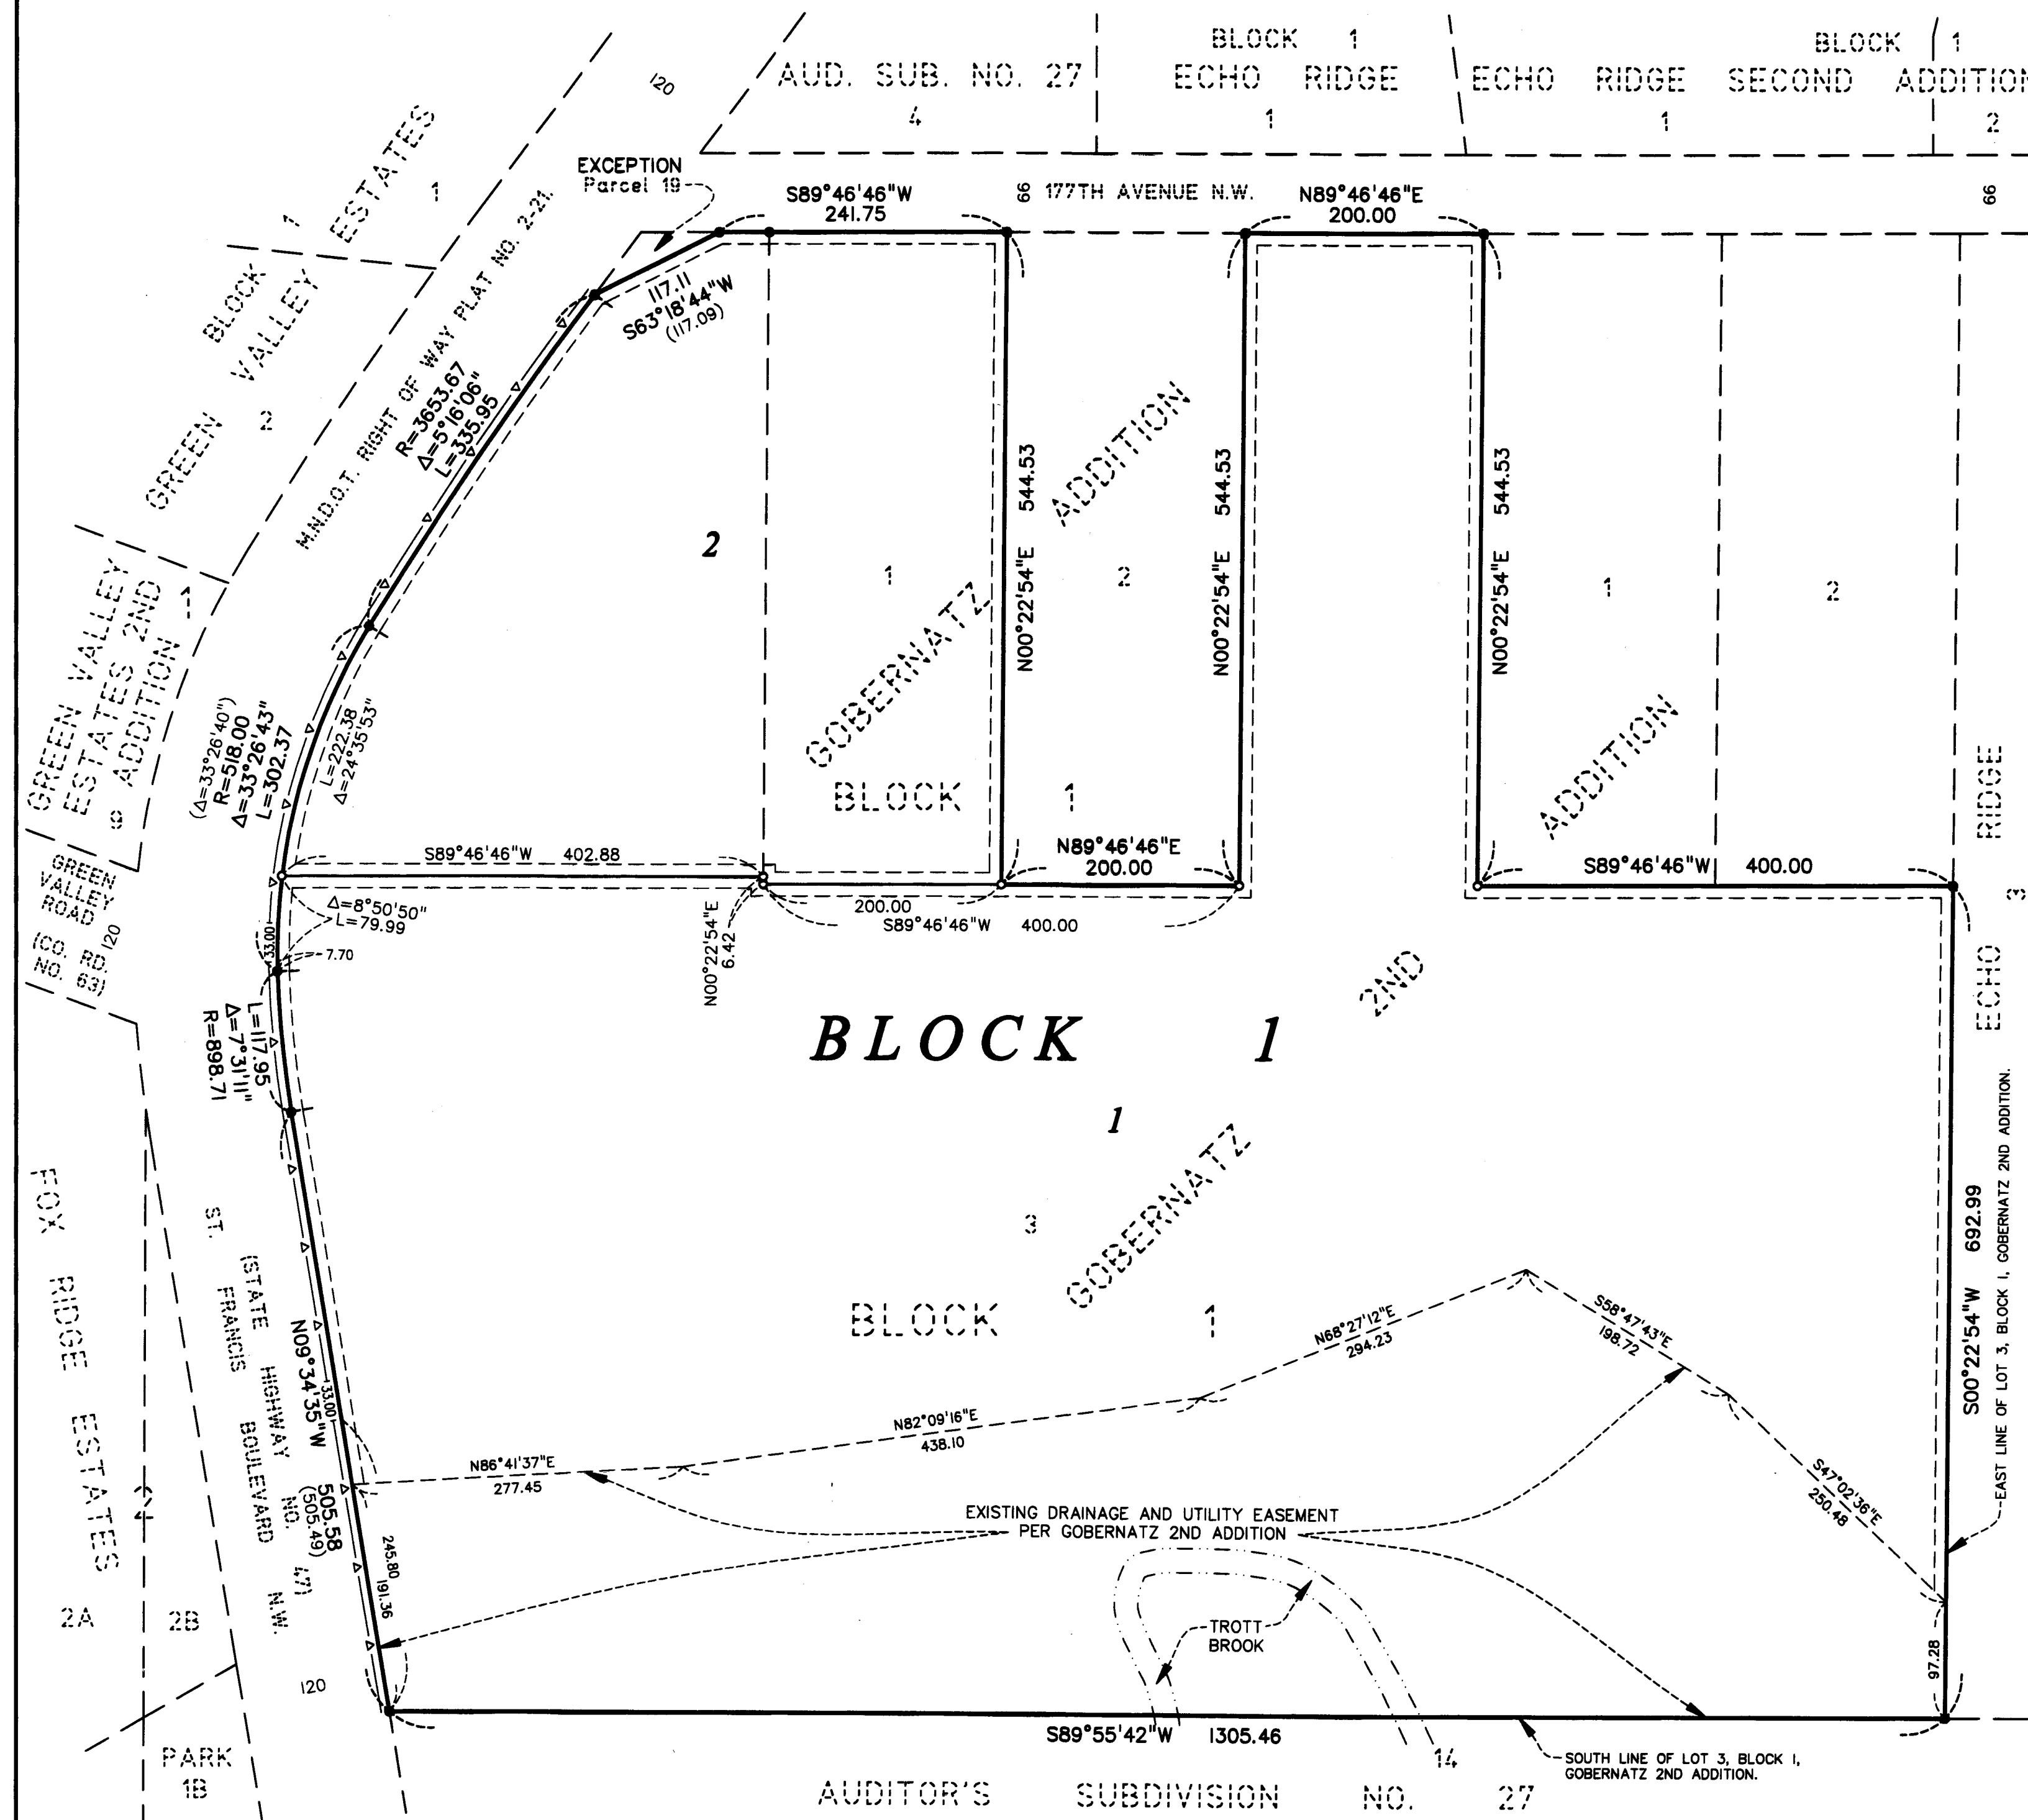 BLOCK 1
BLOCK 1
AUD. SUB. NO. 27
ECHO RIDGE
ECHO RIDGE SECOND ADDITION
4
1
1
2
120
EXCEPTION
Parcel 19
S89°46'46"W
241.75
66
177TH AVENUE N.W.
N89°46'46"E
200.00
66
GREEN VALLEY ESTATES
BLOCK 1
1
2
M.N.D.O.T. RIGHT OF WAY PLAT NO. 2-21.
117.11
S63°18'44"W
(117.09)
R=3653.67
Δ=5°16'06"
L=335.95
2
1
2
1
2
N00°22'54"E 544.53
N00°22'54"E 544.53
N00°22'54"E 544.53
GOBERNATZ ADDITION
BLOCK 1
GREEN VALLEY
ESTATES 2ND
ADDITION
1
9
(Δ=33°26'40")
R=518.00
Δ=33°26'43"
L=302.37
L=222.38
Δ=24°35'53"
GREEN
VALLEY
ROAD
(CO. RD.
NO. 63)
120
S89°46'46"W 402.88
N89°46'46"E
200.00
S89°46'46"W 400.00
200.00
S89°46'46"W 400.00
N00°22'54"E
6.42
Δ=8°50'50"
L=79.99
33.00
7.70
L=117.95
Δ=7°31'11"
R=898.71
BLOCK 1
1
GOBERNATZ 2ND ADDITION
3
BLOCK 1
ECHO RIDGE
3
S00°22'54"W 692.99
EAST LINE OF LOT 3, BLOCK 1, GOBERNATZ 2ND ADDITION.
FOX RIDGE ESTATES
2
2A
2B
PARK
1B
(STATE HIGHWAY NO. 47)
ST. FRANCIS BOULEVARD N.W.
120
N09°34'35"W 505.58
(505.49)
33.00
245.80
191.36
N86°41'37"E
277.45
N82°09'16"E
438.10
N68°27'12"E
294.23
S58°47'43"E
198.72
S47°02'36"E
250.48
97.28
EXISTING DRAINAGE AND UTILITY EASEMENT
PER GOBERNATZ 2ND ADDITION
TROTT
BROOK
S89°55'42"W 1305.46
14
SOUTH LINE OF LOT 3, BLOCK 1,
GOBERNATZ 2ND ADDITION.
AUDITOR'S SUBDIVISION NO. 27